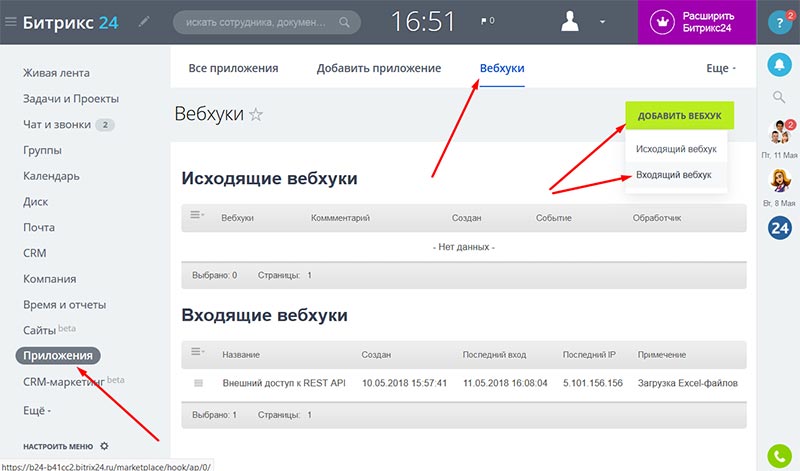 Битрикс 24
искать сотрудника, докумен...
16:51
0
Расширить
Битрикс24
? 2
Живая лента
Задачи и Проекты
Чат и звонки 2
Группы
Календарь
Диск
Почта
CRM
Компания
Время и отчеты
Сайты beta
Приложения
CRM-маркетинг beta
Ещё -
НАСТРОИТЬ МЕНЮ
Все приложения Добавить приложение Вебхуки Еще -
Вебхуки
ДОБАВИТЬ ВЕБХУК
Исходящий вебхук
Входящий вебхук
Исходящие вебхуки
Вебхуки Коммментарий Создан Событие Обработчик
- Нет данных -
Выбрано: 0 Страницы: 1
Входящие вебхуки
Название Создан Последний вход Последний IP Примечение
Внешний доступ к REST API 10.05.2018 15:57:41 11.05.2018 16:08:04 5.101.156.156 Загрузка Excel-файлов
Выбрано: 1 Страницы: 1
2
Пт, 11 Мая
Вт, 8 Мая
24
https://b24-b41cc2.bitrix24.ru/marketplace/hook/ap/0/